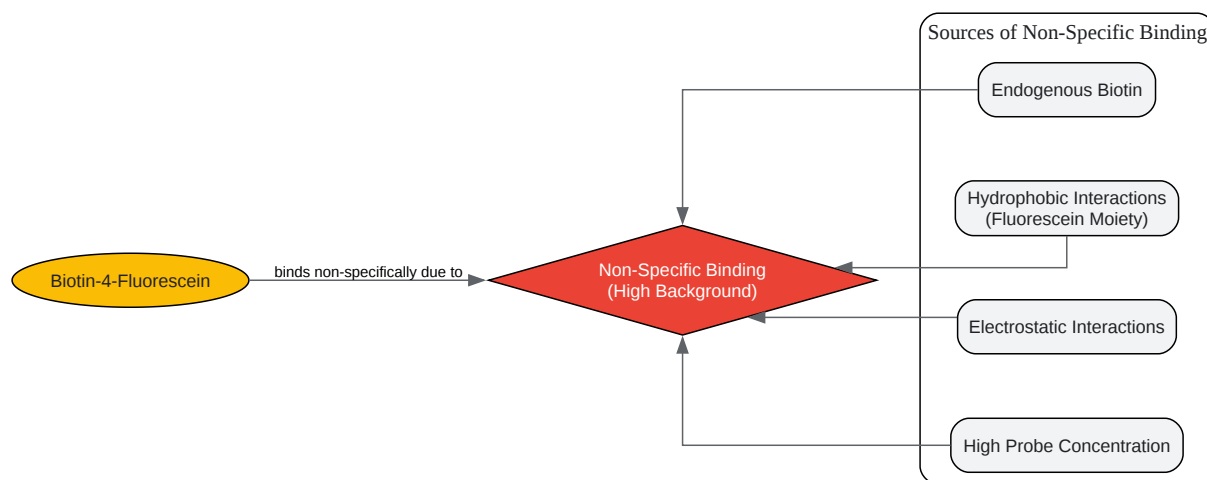 Sources of Non-Specific Binding
Endogenous Biotin
Hydrophobic Interactions
(Fluorescein Moiety)
Biotin-4-Fluorescein
binds non-specifically due to
Non-Specific Binding
(High Background)
Electrostatic Interactions
High Probe Concentration